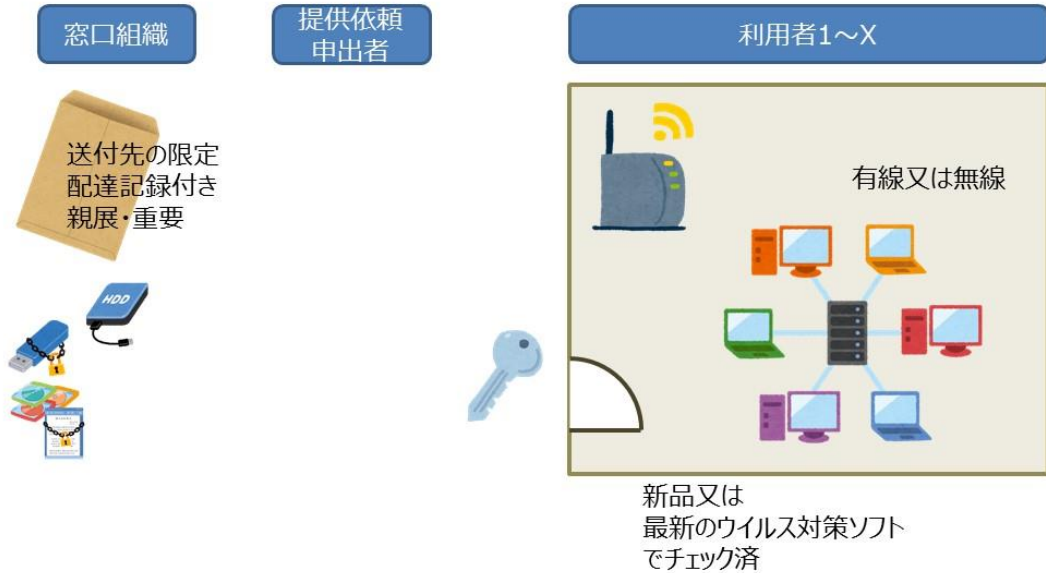 窓口組織
提供依頼
申出者
利用者1～X
送付先の限定
配達記録付き
親展・重要
有線又は無線
HDD
新品又は
最新のウイルス対策ソフト
でチェック済